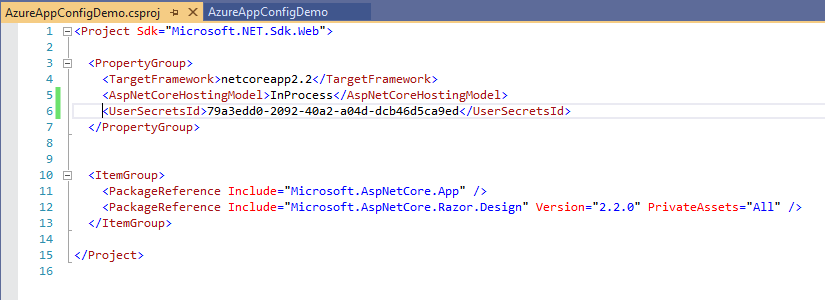 AzureAppConfigDemo.csproj AzureAppConfigDemo
1 <Project Sdk="Microsoft.NET.Sdk.Web">
2
3 <PropertyGroup>
4 <TargetFramework>netcoreapp2.2</TargetFramework>
5 <AspNetCoreHostingModel>InProcess</AspNetCoreHostingModel>
6 <UserSecretsId>79a3edd0-2092-40a2-a04d-dcb46d5ca9ed</UserSecretsId>
7 </PropertyGroup>
8
9
10 <ItemGroup>
11 <PackageReference Include="Microsoft.AspNetCore.App" />
12 <PackageReference Include="Microsoft.AspNetCore.Razor.Design" Version="2.2.0" PrivateAssets="All" />
13 </ItemGroup>
14
15 </Project>
16